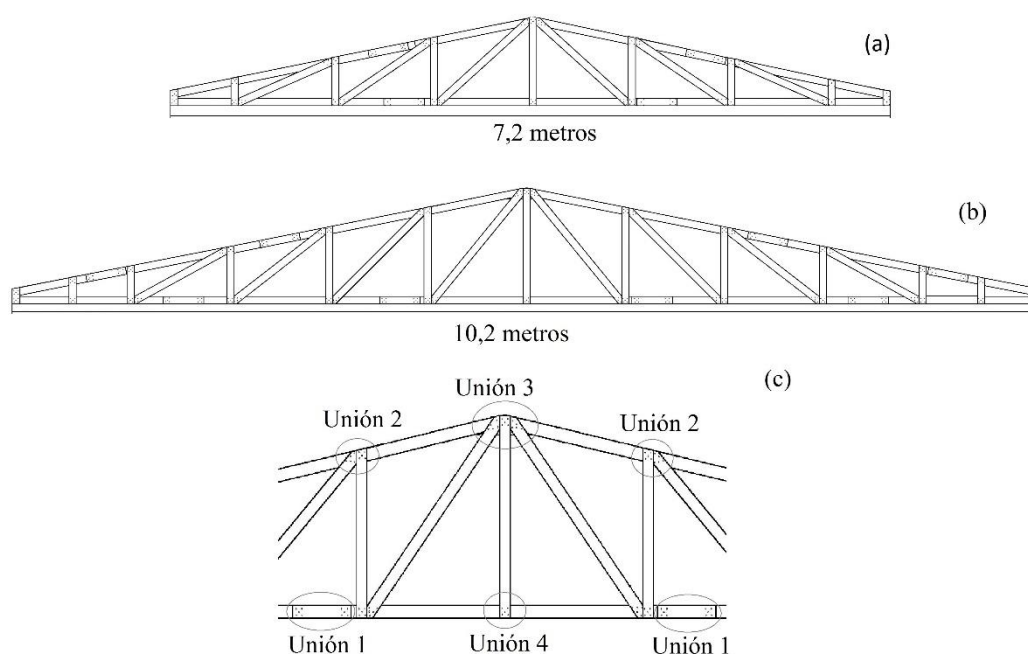 (a)
7,2 metros
(b)
10,2 metros
(c)
Unión 3
Unión 2
Unión 2
Unión 1
Unión 4
Unión 1